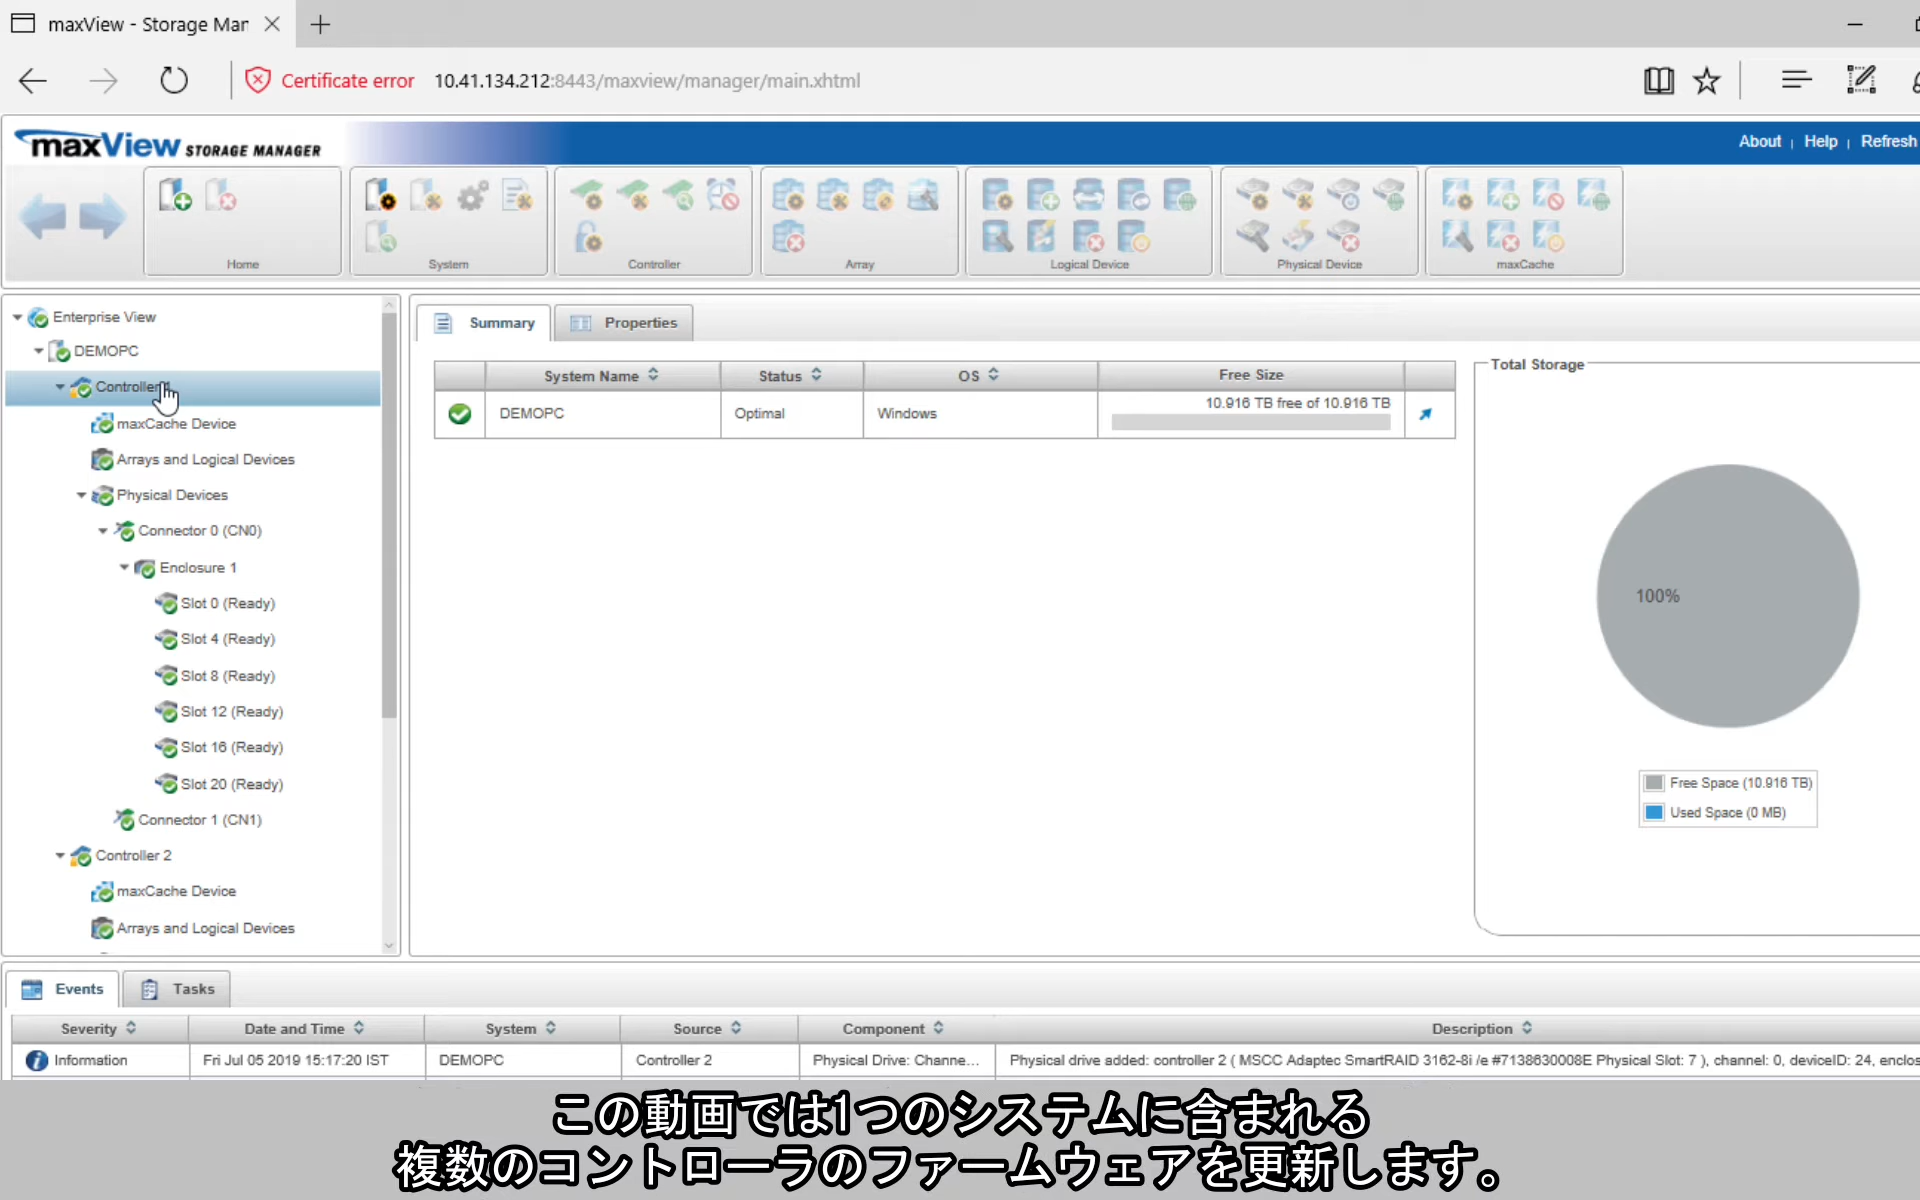 maxView - Storage Mar
Certificate error 10.41.134.212:8443/maxview/manager/main.xhtml
maxView STORAGE MANAGER
About | Help | Refresh
Home
System
Controller
Array
Logical Device
Physical Device
maxCache
Enterprise View
DEMOPC
Controller 1
maxCache Device
Arrays and Logical Devices
Physical Devices
Connector 0 (CN0)
Enclosure 1
Slot 0 (Ready)
Slot 4 (Ready)
Slot 8 (Ready)
Slot 12 (Ready)
Slot 16 (Ready)
Slot 20 (Ready)
Connector 1 (CN1)
Controller 2
maxCache Device
Arrays and Logical Devices
Summary Properties
System Name Status OS Free Size
DEMOPC Optimal Windows 10.916 TB free of 10.916 TB
Total Storage
100%
Free Space (10.916 TB)
Used Space (0 MB)
Events Tasks
Severity Date and Time System Source Component Description
Information Fri Jul 05 2019 15:17:20 IST DEMOPC Controller 2 Physical Drive: Channe... Physical drive added: controller 2 ( MSCC Adaptec SmartRAID 3162-8i /e #7138630008E Physical Slot: 7 ), channel: 0, deviceID: 24, enclos
この動画では1つのシステムに含まれる
複数のコントローラのファームウェアを更新します。